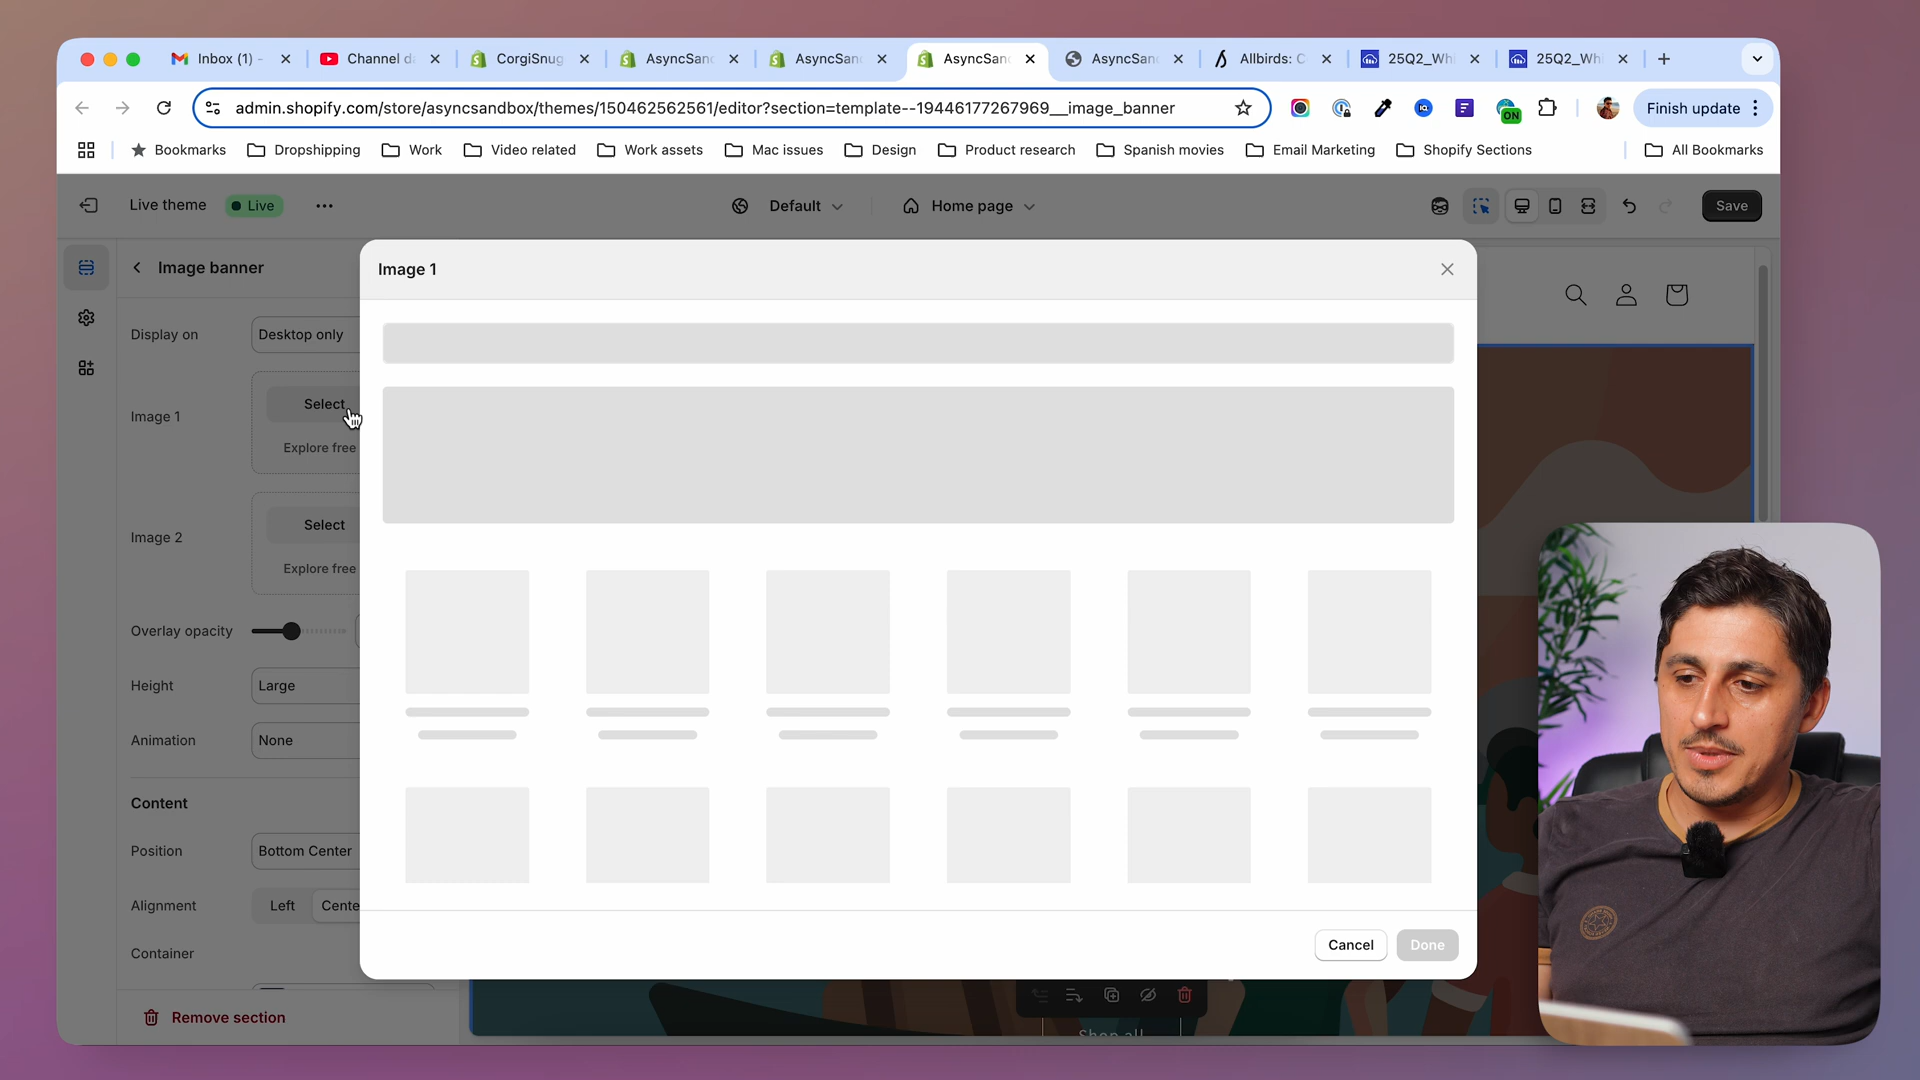 Inbox (1) -
Channel da
CorgiSnug
AsyncSan
AsyncSan
AsyncSan
AsyncSan
Allbirds: C
25Q2_Whi
25Q2_Whi
admin.shopify.com/store/asyncsandbox/themes/150462562561/editor?section=template--19446177267969__image_banner
ON
Finish update
Bookmarks
Dropshipping
Work
Video related
Work assets
Mac issues
Design
Product research
Spanish movies
Email Marketing
Shopify Sections
All Bookmarks
Live theme
Live
Default
Home page
Save
Image banner
Image 1
Display on
Desktop only
Image 1
Select
Explore free
Image 2
Select
Explore free
Overlay opacity
Height
Large
Animation
None
Content
Position
Bottom Center
Alignment
Left
Cente
Container
Cancel
Done
Remove section
Shop all